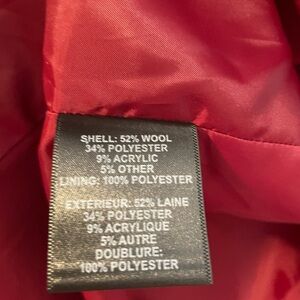 SHELL: 52% WOOL
34% POLYESTER
9% ACRYLIC
5% OTHER
LINING: 100% POLYESTER
EXTERIEUR: 52% LAINE
34% POLYESTER
9% ACRYLIQUE
5% AUTRE
DOUBLURE:
100% POLYESTER